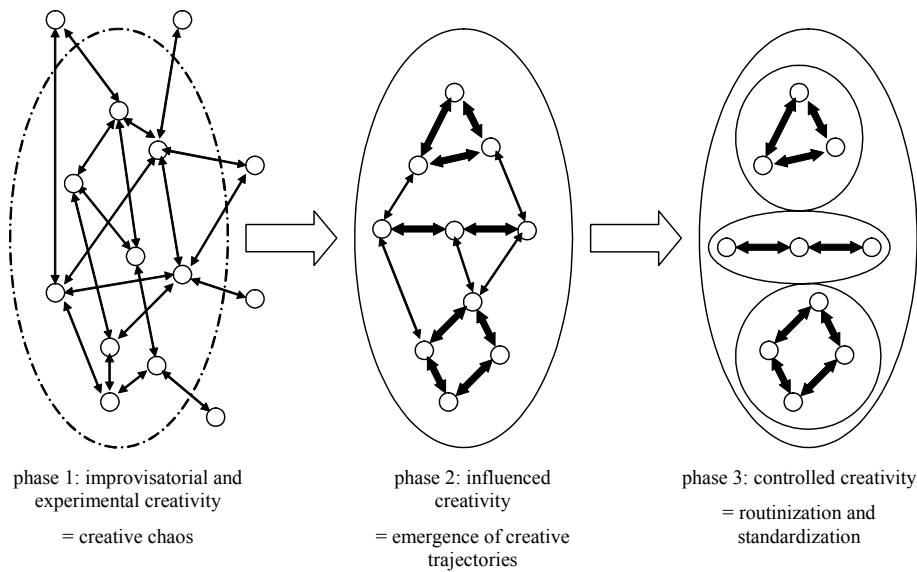 phase 1: improvisatorial and
experimental creativity
= creative chaos
phase 2: influenced
creativity
= emergence of creative
trajectories
phase 3: controlled creativity
= routinization and
standardization